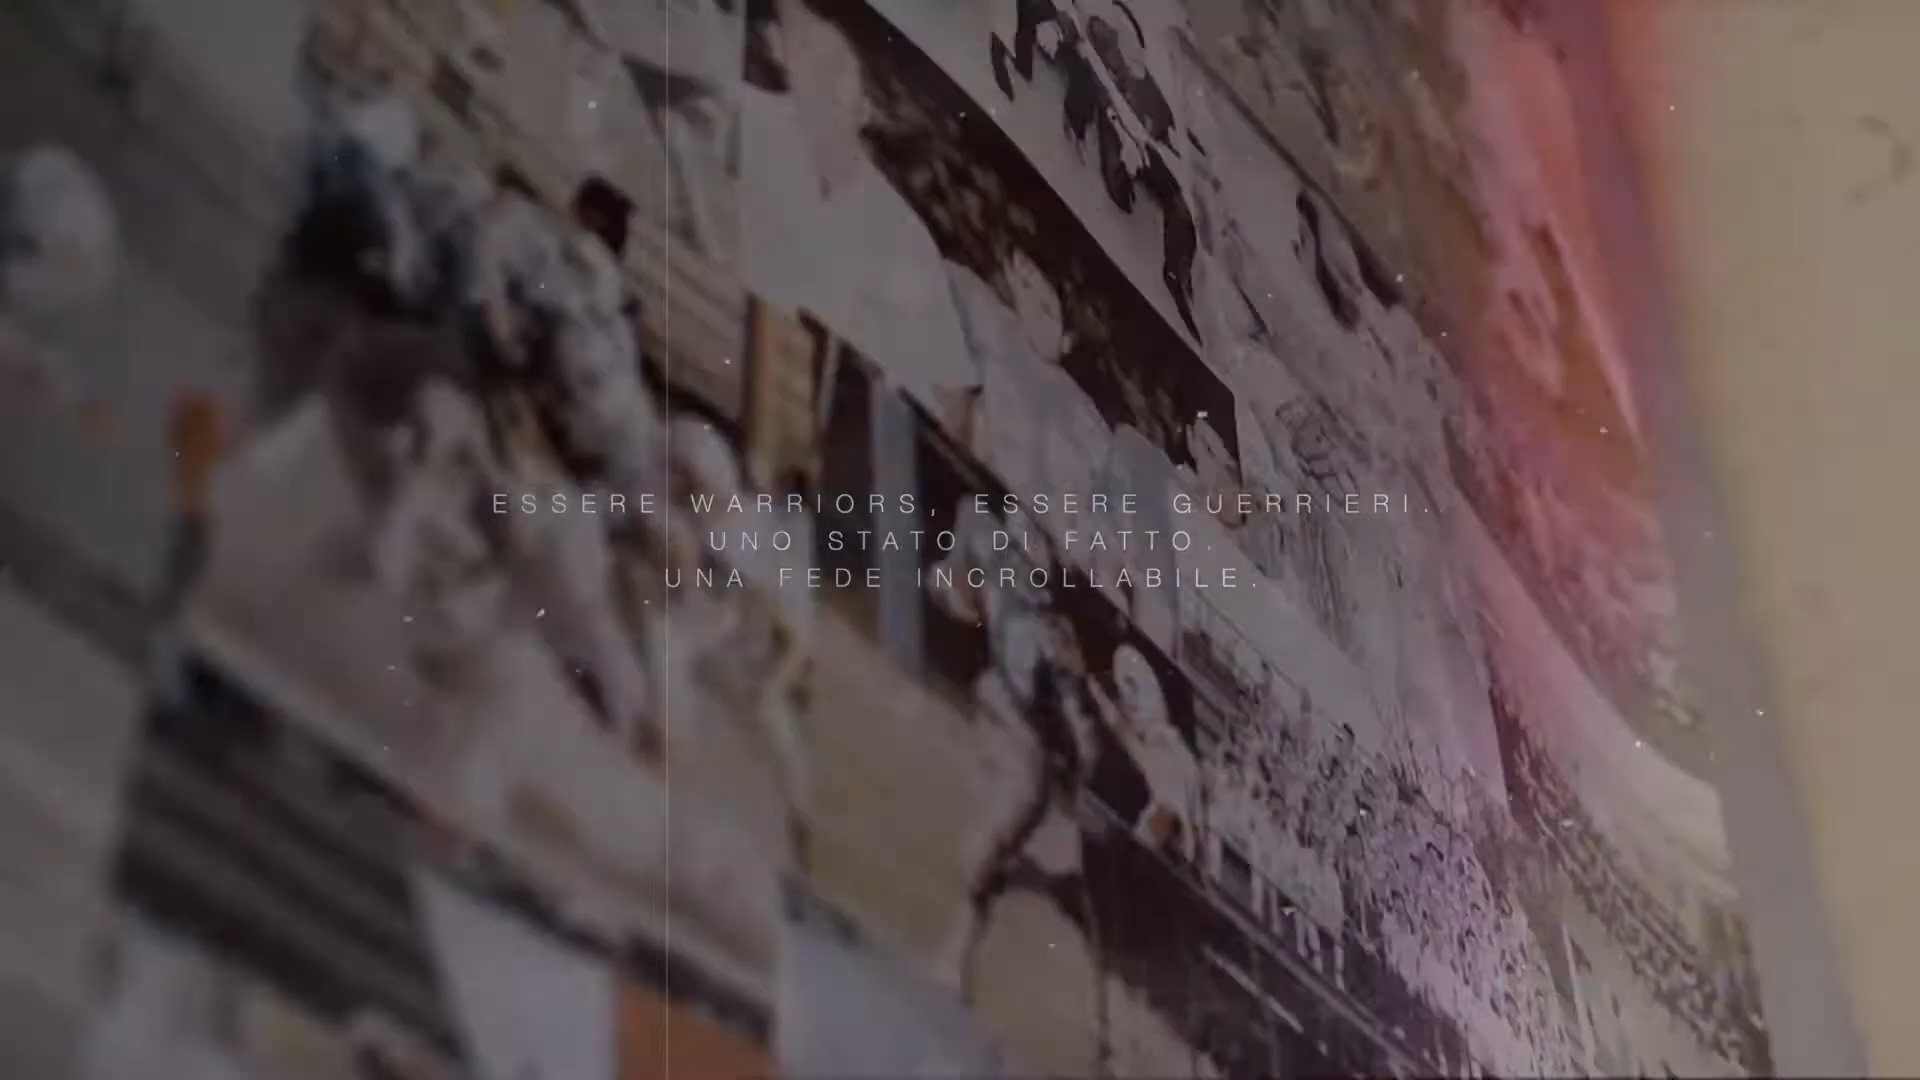 ESSERE WARRIORS, ESSERE GUERRIERI.
UNO STATO DI FATTO.
UNA FEDE INCROLLABILE.